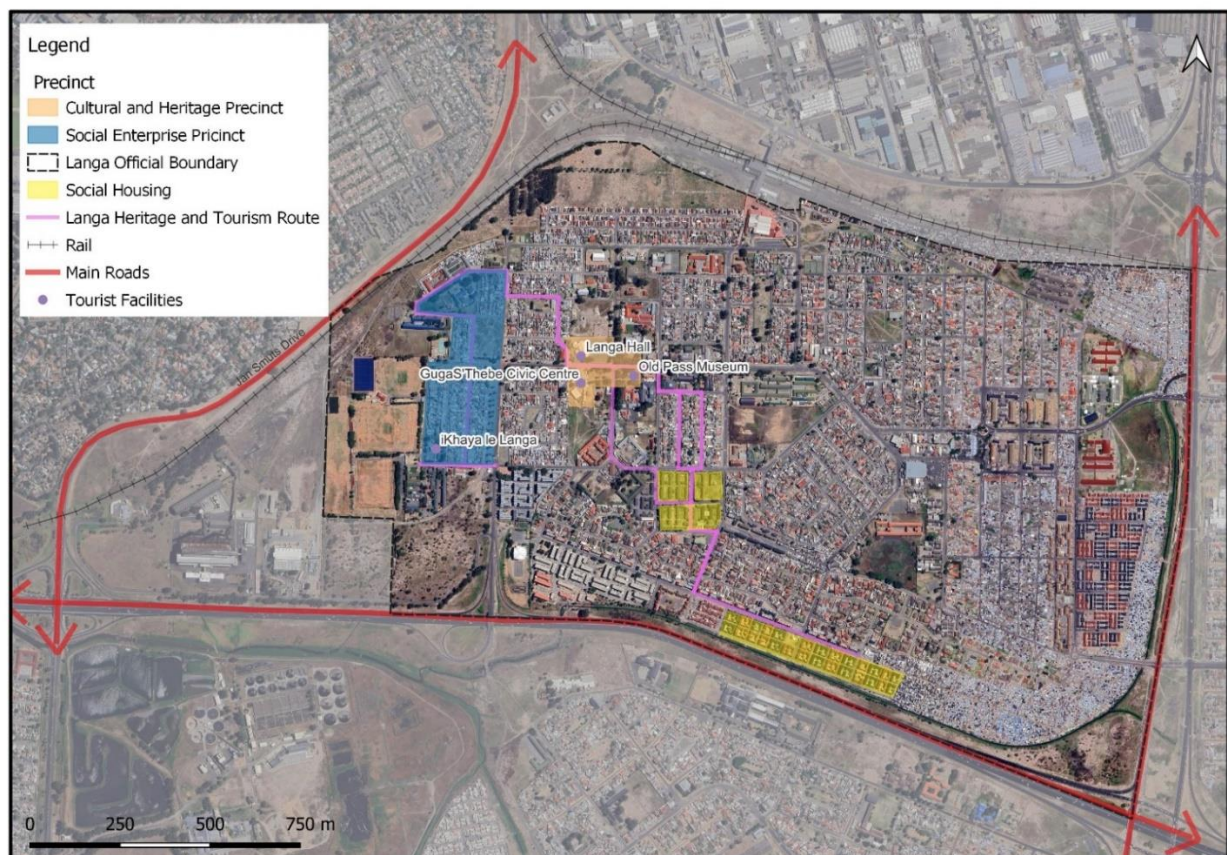 Legend
Precinct
Cultural and Heritage Precinct
Social Enterprise Pricinct
Langa Official Boundary
Social Housing
Langa Heritage and Tourism Route
Rail
Main Roads
Tourist Facilities
Jan Smuts Drive
Langa Hall
Old Pass Museum
GugaS'Thebe Civic Centre
iKhaya le Langa
0 250 500 750 m